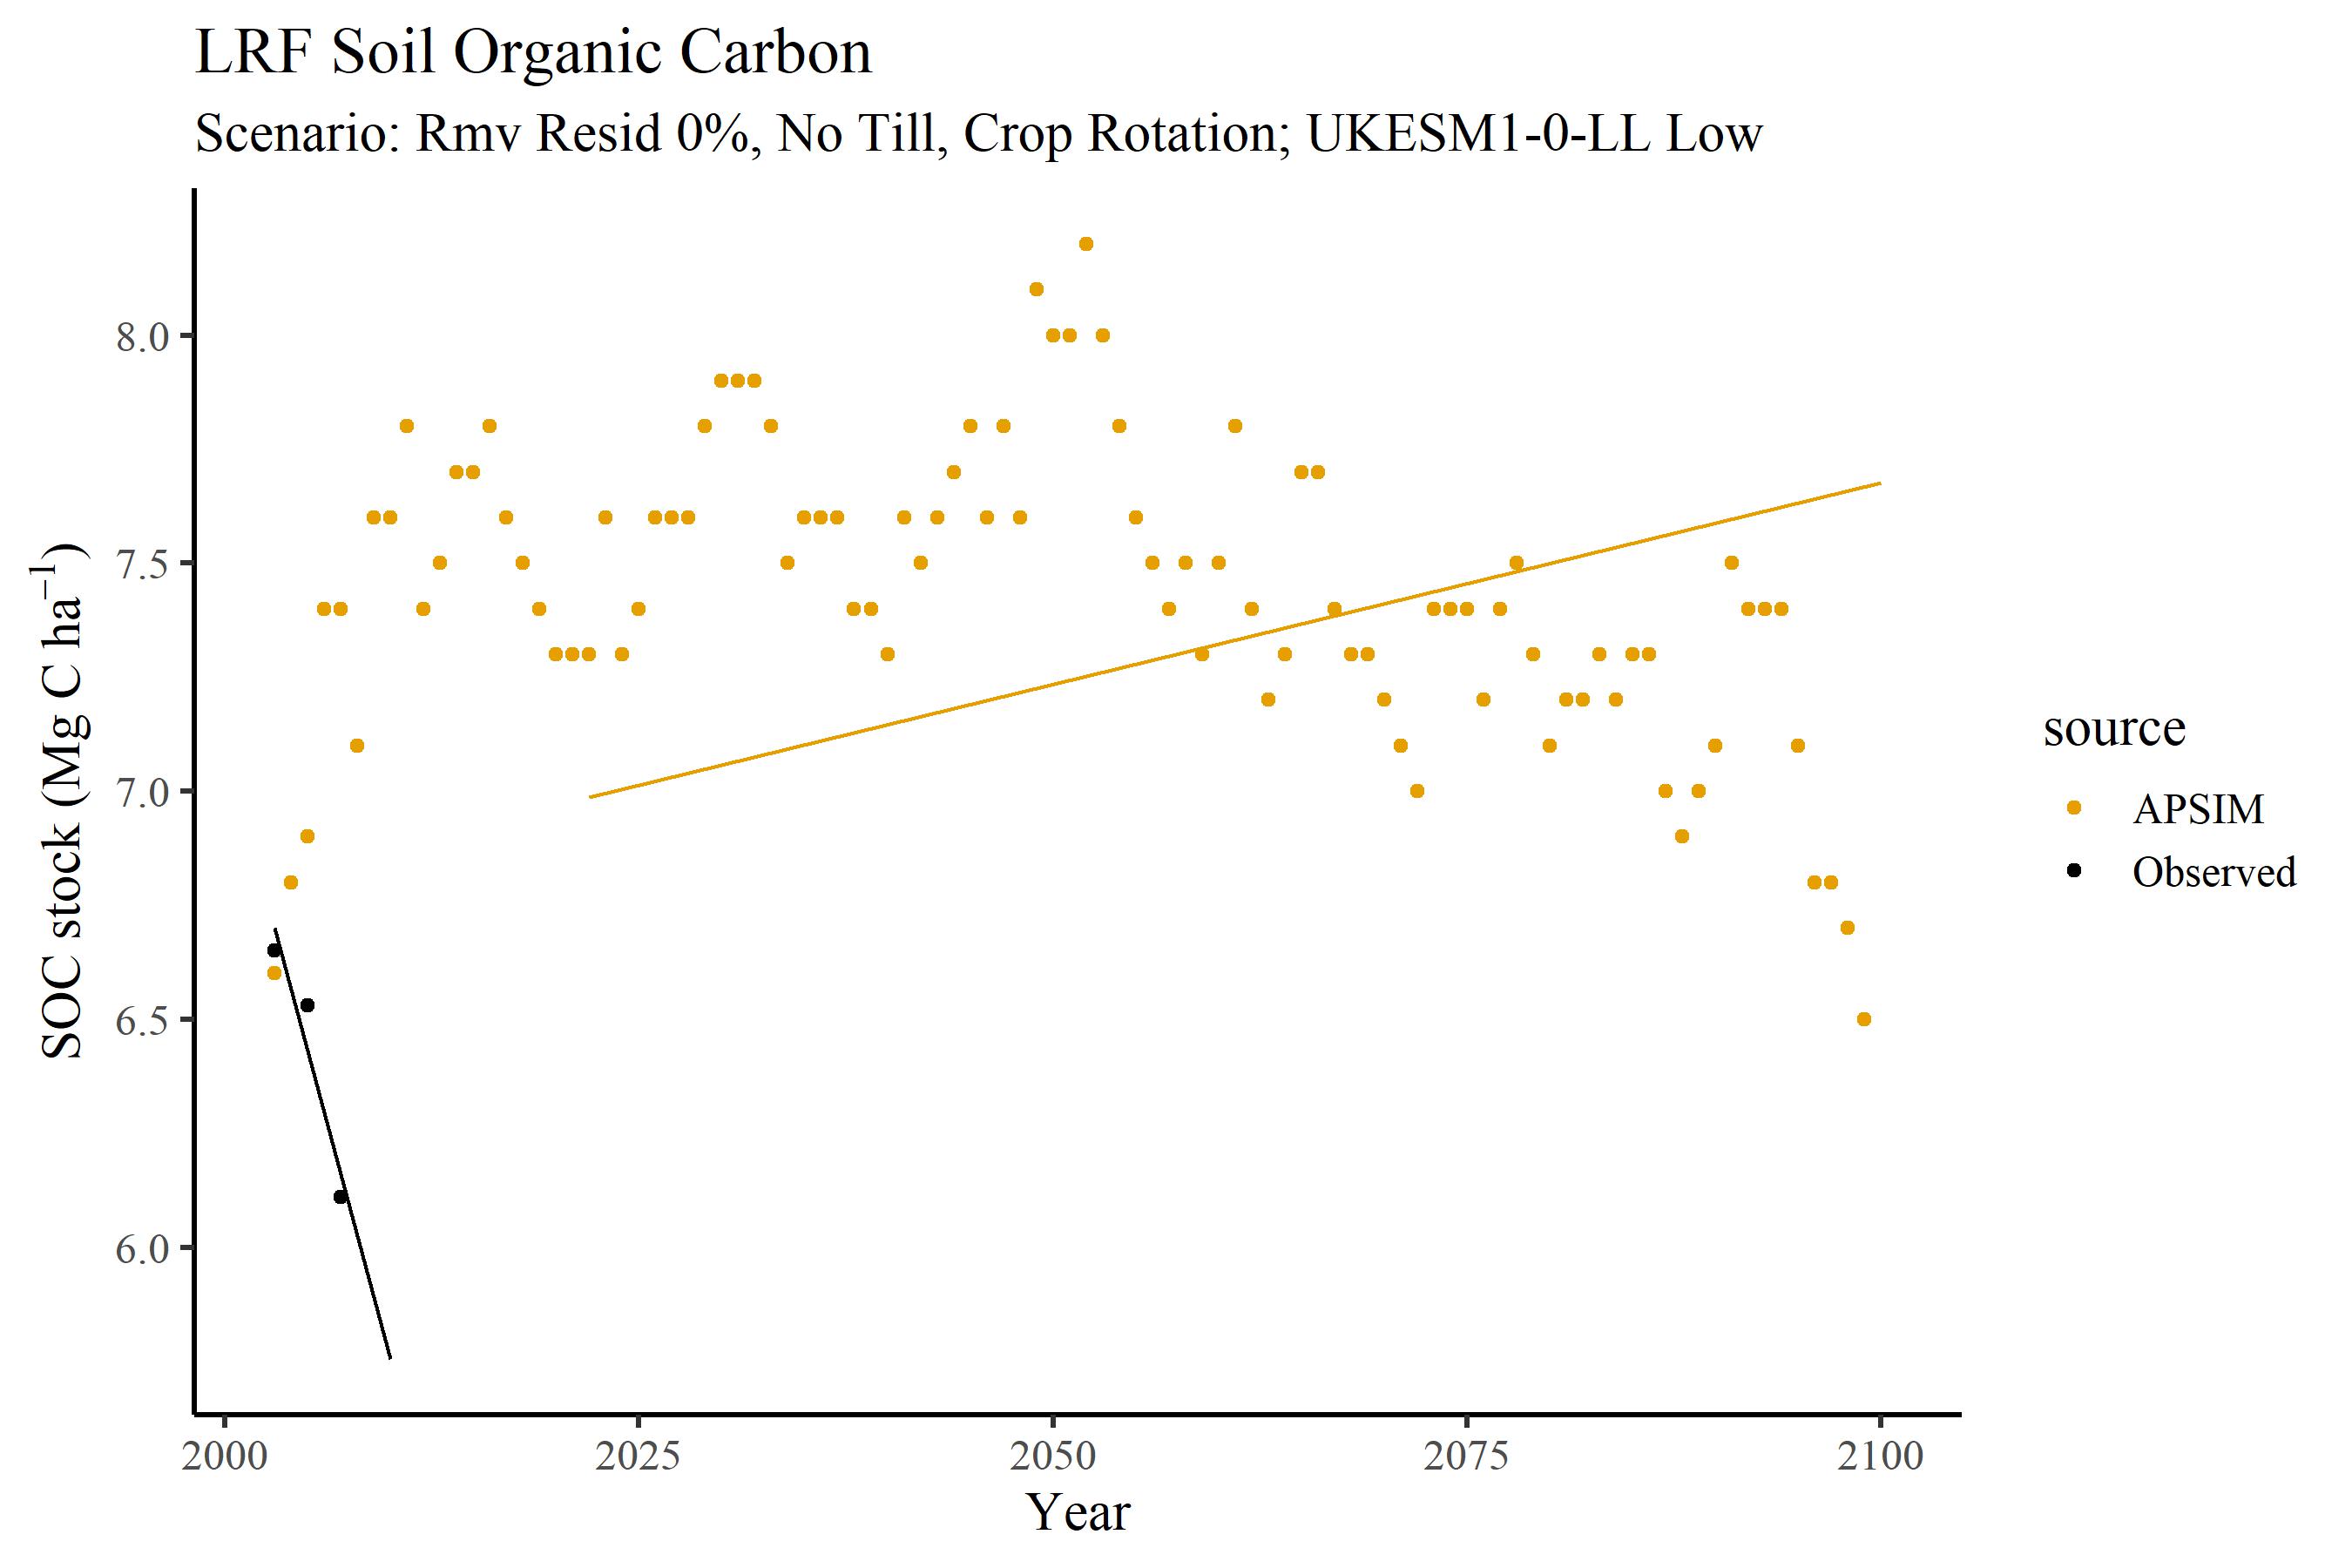 LRF Soil Organic Carbon
Scenario: Rmv Resid 0%, No Till, Crop Rotation; UKESM1-0-LL Low
SOC stock (Mg C ha⁻¹)
8.0
7.5
7.0
6.5
6.0
2000 2025 2050 2075 2100
Year
source
APSIM
Observed